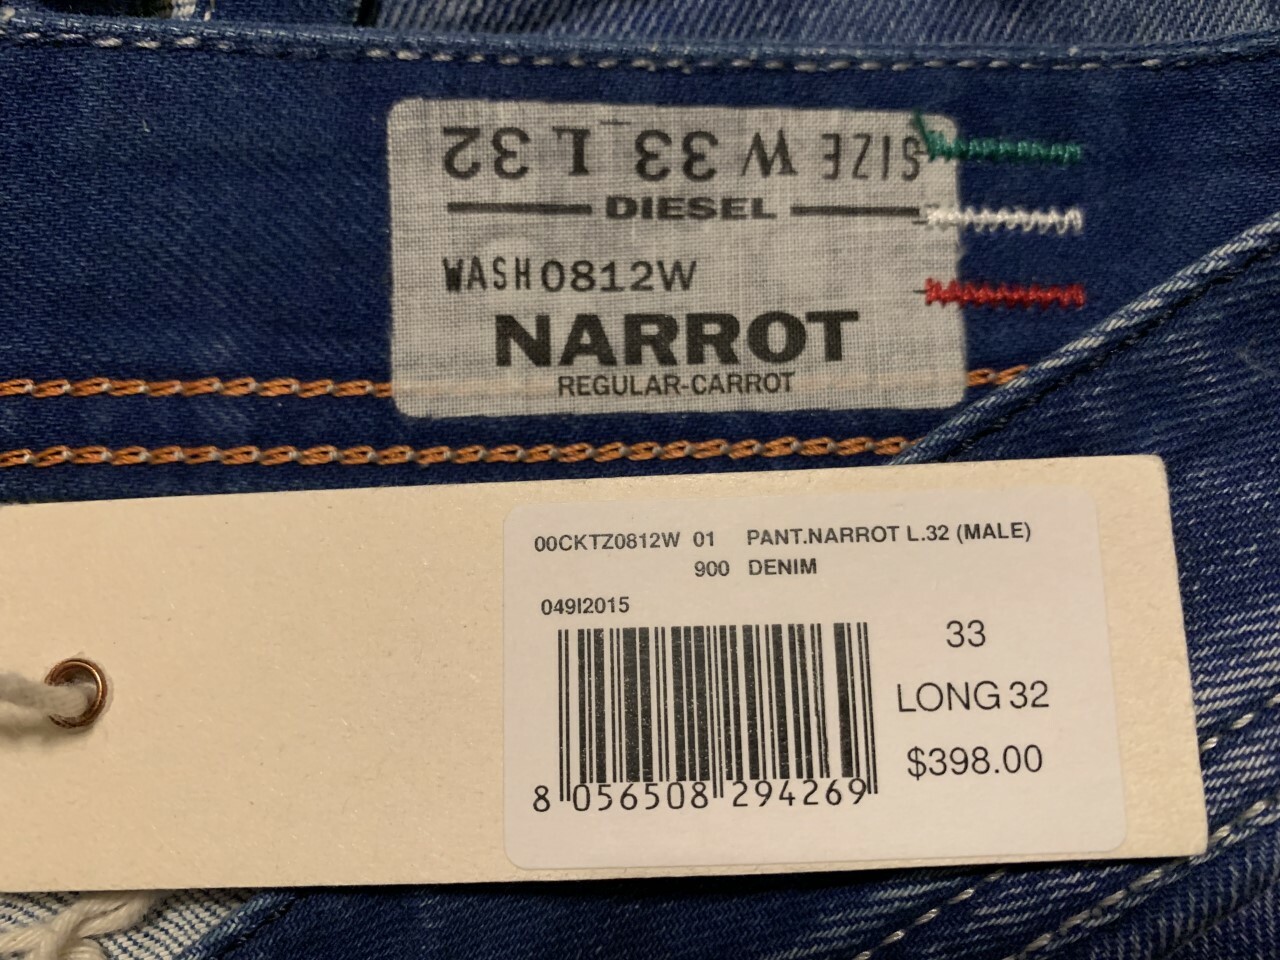 SIZE W 33 L 32
DIESEL
WASH 0812W
NARROT
REGULAR-CARROT
00CKTZ0812W 01 PANT.NARROT L.32 (MALE)
900 DENIM
049I2015
33
LONG 32
$398.00
8 056508 294269